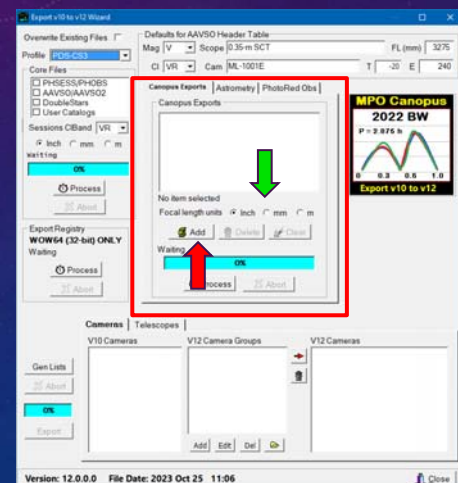 Export v10 to v12 Wizard
Overwrite Existing Files
Profile PDS-CS3
Core Files
PHSESS/PHOBS
AAVSO/AAVSO2
DoubleStars
User Catalogs
Sessions CIBand VR
Inch mm m
Waiting
0%
Process
Abort
Export Registry
WOW64 (32-bit) ONLY
Waiting
Process
Abort
Defaults for AAVSO Header Table
Mag V Scope 0.35-m SCT FL (mm) 3275
CI VR Cam ML-1001E T -20 E 240
Canopus Exports Astrometry PhotoRed Obs
Canopus Exports
No item selected
Focal length units Inch mm m
Add Delete Clear
Waiting
0%
Process Abort
MPO Canopus
2022 BW
P = 2.875 h
0 0.3 0.5 1.0
Export v10 to v12
Cameras Telescopes
V10 Cameras V12 Camera Groups V12 Cameras
Gen Lists
Abort
0%
Export
Add Edit Del
Version: 12.0.0.0 File Date: 2023 Oct 25 11:06
Close